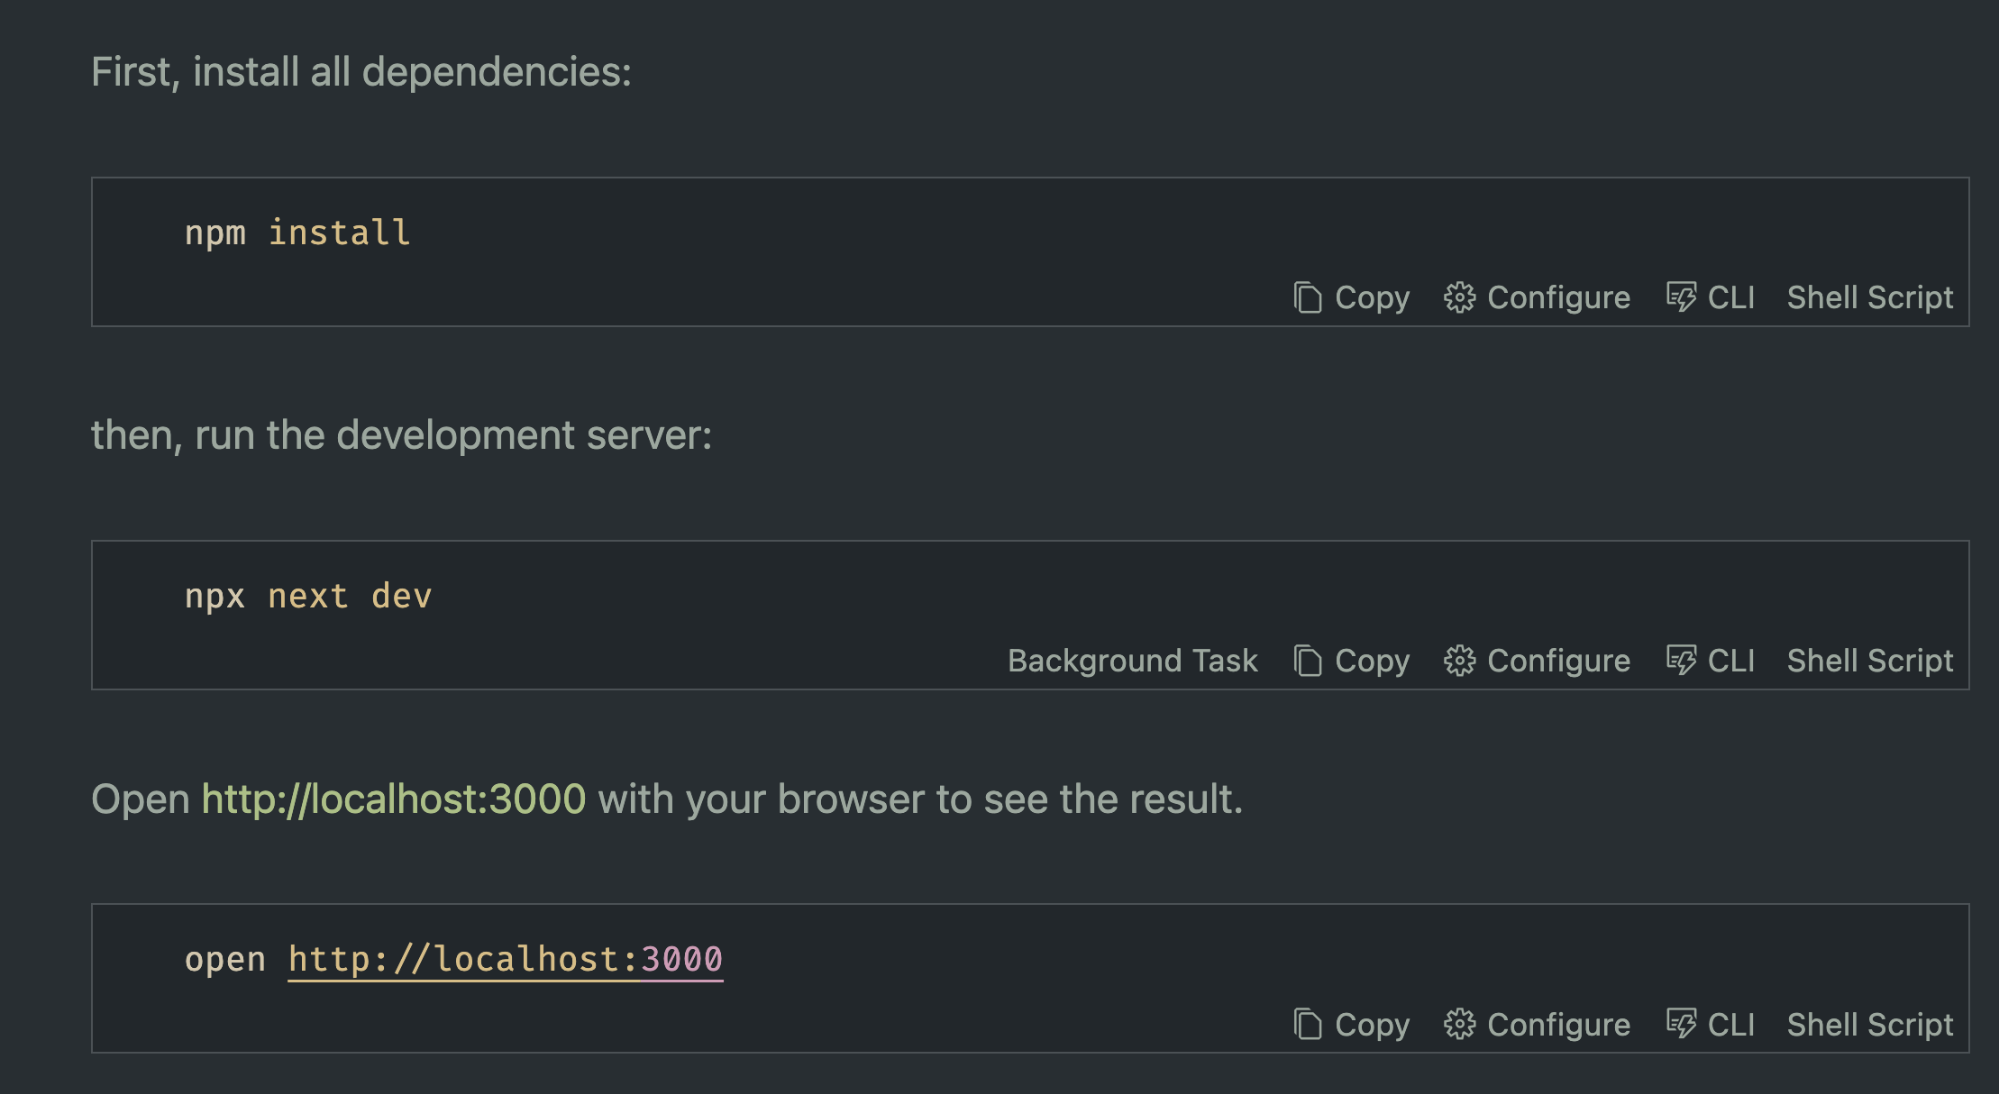 First, install all dependencies:
npm install
Copy Configure CLI Shell Script
then, run the development server:
npx next dev
Background Task Copy Configure CLI Shell Script
Open http://localhost:3000 with your browser to see the result.
open http://localhost:3000
Copy Configure CLI Shell Script